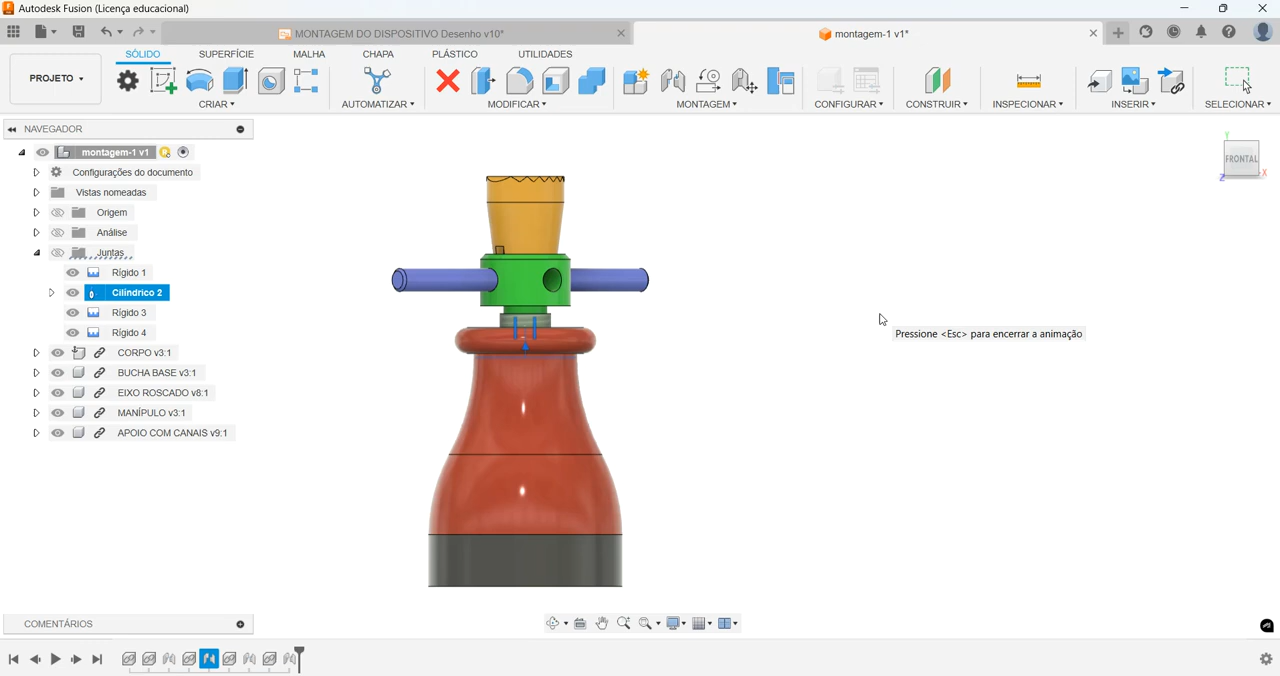 Autodesk Fusion (Licença educacional)
MONTAGEM DO DISPOSITIVO Desenho v10*
montagem-1 v1*
SÓLIDO
SUPERFÍCIE
MALHA
CHAPA
PLÁSTICO
UTILIDADES
PROJETO
CRIAR
AUTOMATIZAR
MODIFICAR
MONTAGEM
CONFIGURAR
CONSTRUIR
INSPECIONAR
INSERIR
SELECIONAR
NAVEGADOR
montagem-1 v1
Configurações do documento
Vistas nomeadas
Origem
Análise
Juntas
Rígido 1
Cilíndrico 2
Rígido 3
Rígido 4
CORPO v3:1
BUCHA BASE v3:1
EIXO ROSCADO v8:1
MANÍPULO v3:1
APOIO COM CANAIS v9:1
Y
FRONTAL
X
Z
Pressione <Esc> para encerrar a animação
COMENTÁRIOS